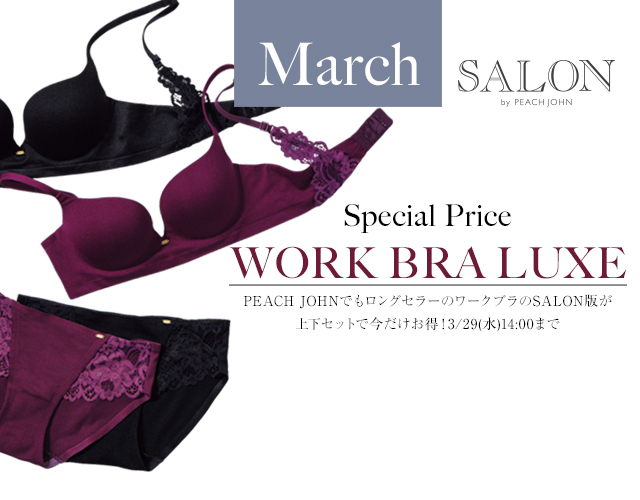 March
SALON
by PEACH JOHN
Special Price
WORK BRA LUXE
PEACH JOHNでもロングセラーのワークブラのSALON版が
上下セットで今だけお得！3/29(水)14:00まで